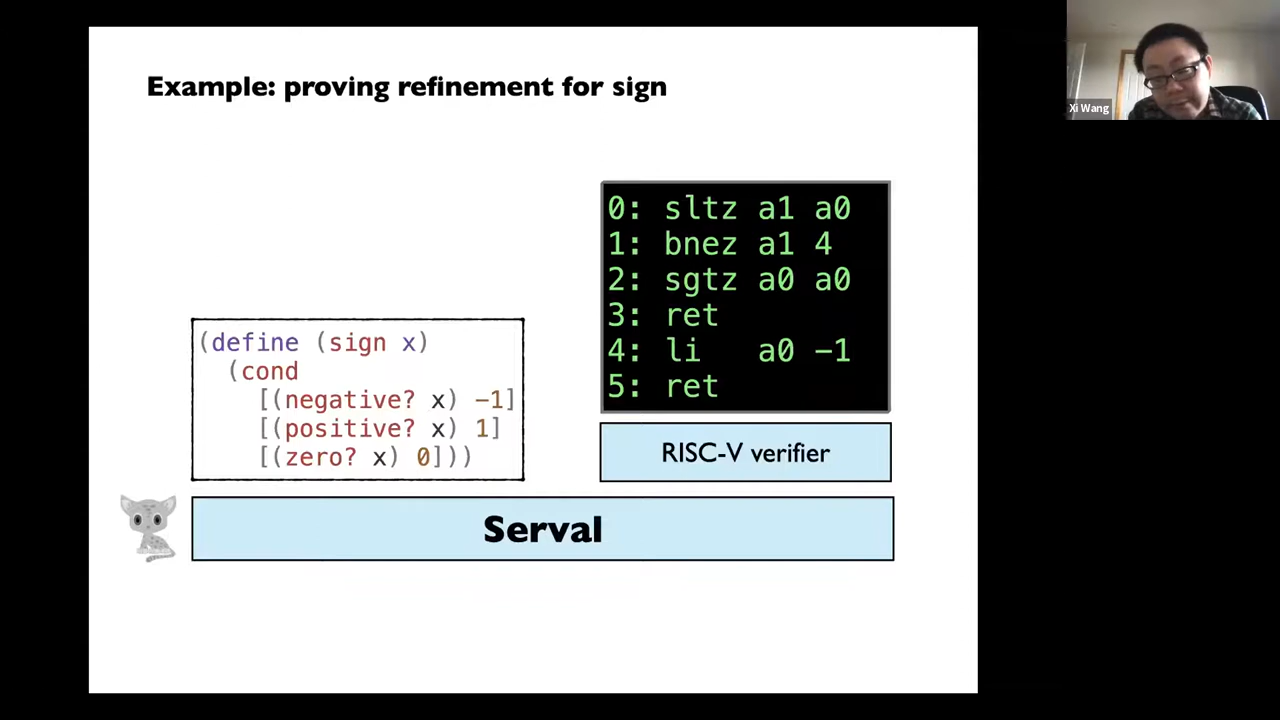 Example: proving refinement for sign
Xi Wang
0: sltz a1 a0
1: bnez a1 4
2: sgtz a0 a0
3: ret
4: li a0 -1
5: ret
(define (sign x)
(cond
[(negative? x) -1]
[(positive? x) 1]
[(zero? x) 0]))
RISC-V verifier
Serval